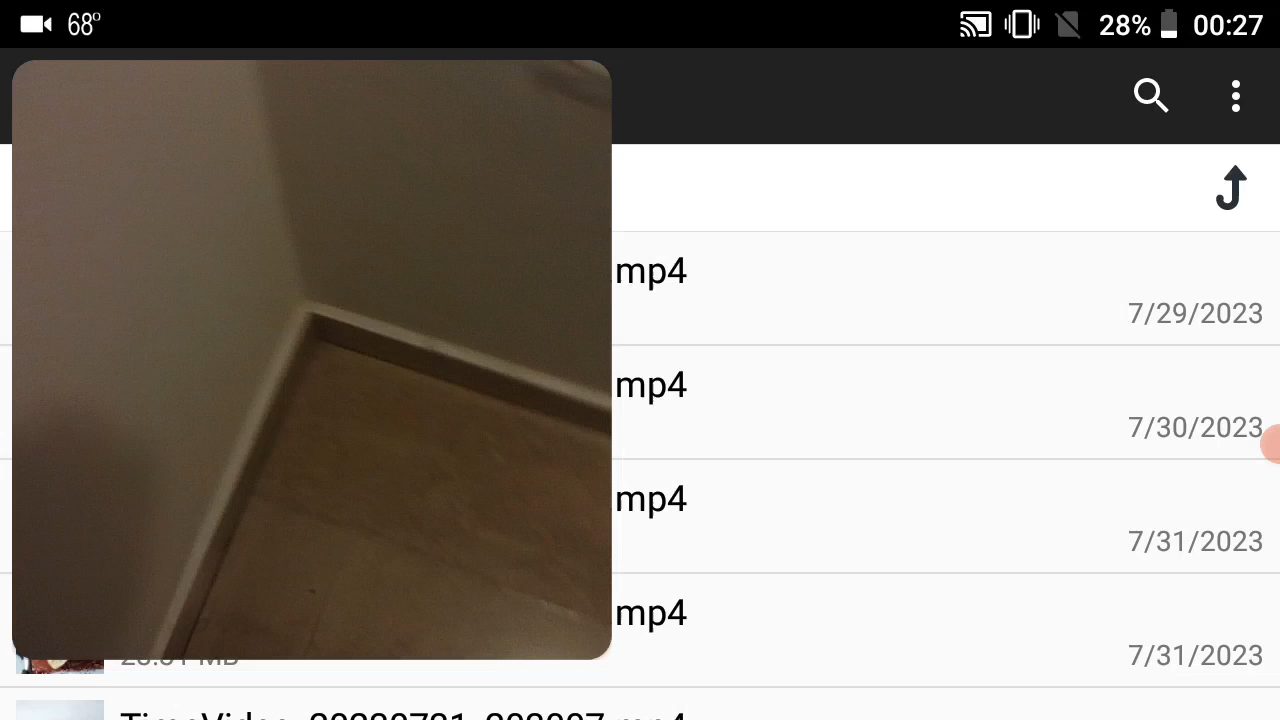 68° 28% 00:27
.mp4
7/29/2023
.mp4
7/30/2023
.mp4
7/31/2023
.mp4
7/31/2023